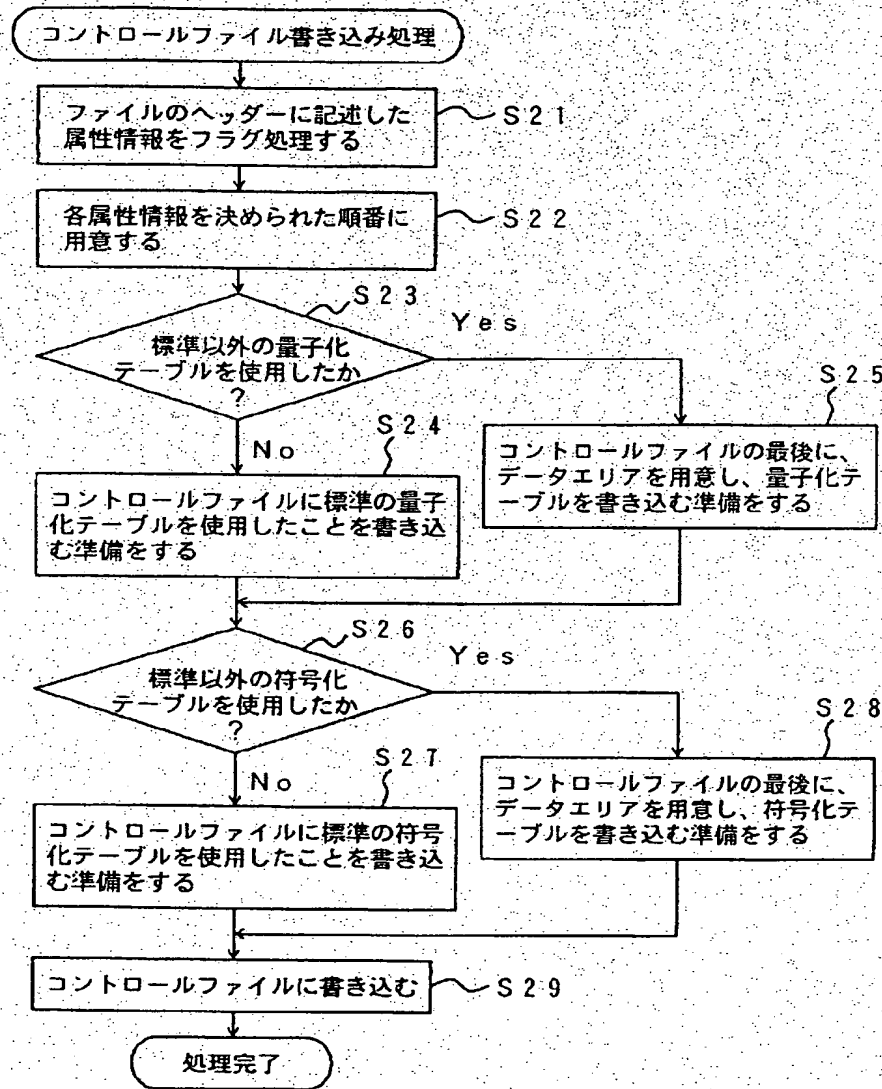 コントロールファイル書き込み処理
ファイルのヘッダーに記述した
属性情報をフラグ処理する
S21
各属性情報を決められた順番に
用意する
S22
S23
標準以外の量子化
テーブルを使用したか
?
Yes
No
S24
コントロールファイルに標準の量子
化テーブルを使用したことを書き込
む準備をする
S25
コントロールファイルの最後に、
データエリアを用意し、量子化テ
ーブルを書き込む準備をする
S26
標準以外の符号化
テーブルを使用したか
?
Yes
No
S27
コントロールファイルに標準の符号
化テーブルを使用したことを書き込
む準備をする
S28
コントロールファイルの最後に、
データエリアを用意し、符号化テ
ーブルを書き込む準備をする
コントロールファイルに書き込む
S29
処理完了